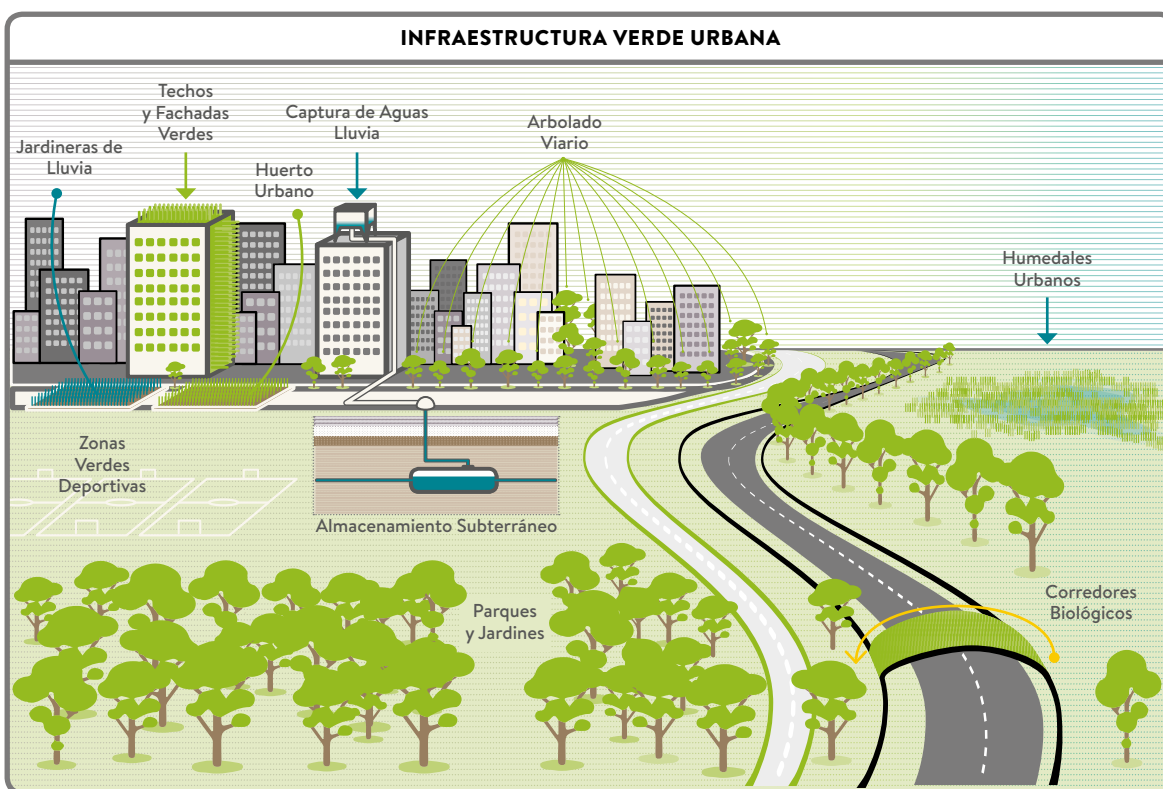 INFRAESTRUCTURA VERDE URBANA
Techos
y Fachadas
Verdes
Captura de Aguas
Lluvia
Arbolado
Viario
Jardineras de
Lluvia
Huerto
Urbano
Humedales
Urbanos
Zonas
Verdes
Deportivas
Almacenamiento Subterráneo
Parques
y Jardines
Corredores
Biológicos